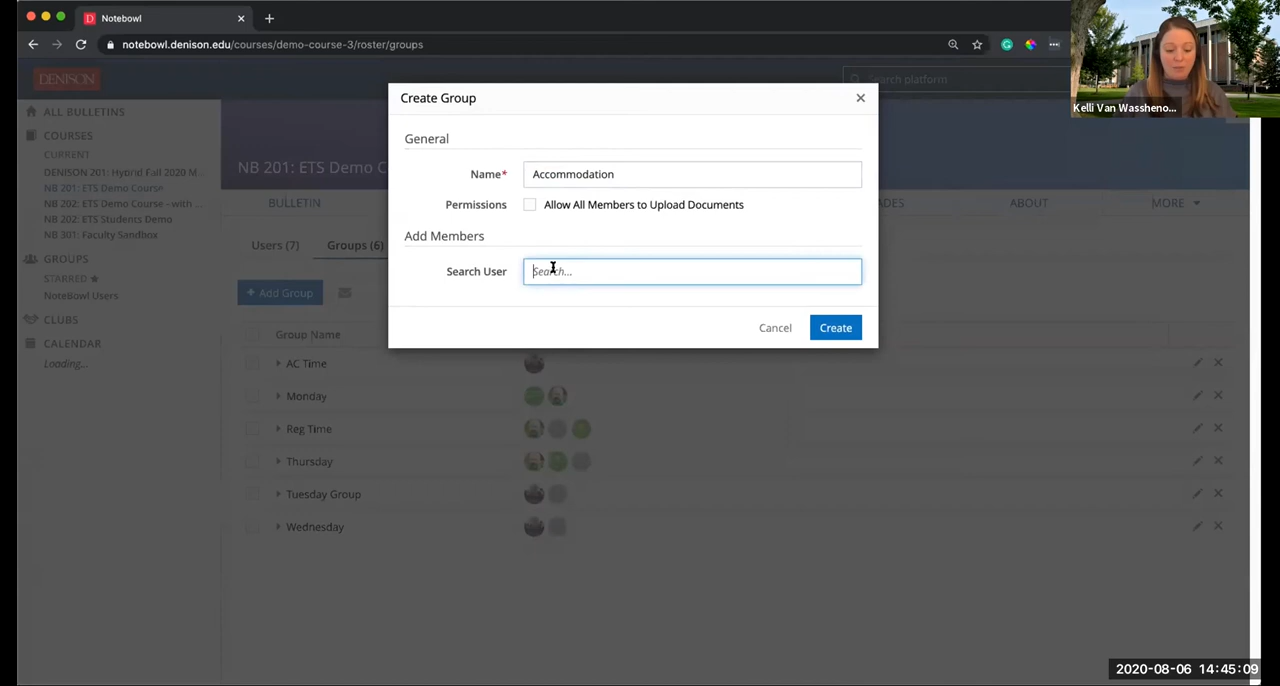 Notebowl
notebowl.denison.edu/courses/demo-course-3/roster/groups
Kelli Van Wassheno...
DENISON
Search platform
Create Group
General
Name*
Accommodation
Permissions
Allow All Members to Upload Documents
Add Members
Search User
Search...
Cancel
Create
ALL BULLETINS
COURSES
CURRENT
DENISON 201: Hybrid Fall 2020 M...
NB 201: ETS Demo Course
NB 202: ETS Demo Course - with ...
NB 202: ETS Students Demo
NB 301: Faculty Sandbox
GROUPS
STARRED
NoteBowl Users
CLUBS
CALENDAR
Loading...
NB 201: ETS Demo C
BULLETIN
ADES
ABOUT
MORE
Users (7)
Groups (6)
+ Add Group
Group Name
AC Time
Monday
Reg Time
Thursday
Tuesday Group
Wednesday
2020-08-06 14:45:09